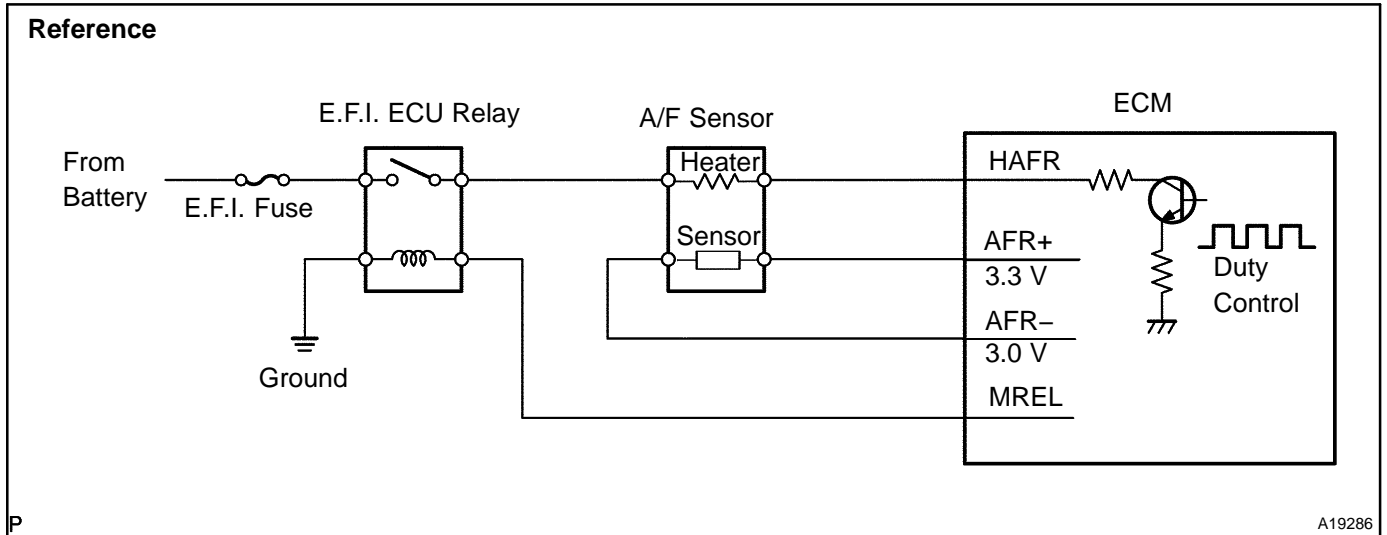 Reference
E.F.I. ECU Relay
A/F Sensor
ECM
From
Battery
E.F.I. Fuse
Heater
HAFR
Sensor
AFR+
3.3 V
Duty
Control
AFR−
3.0 V
Ground
MREL
P
A19286